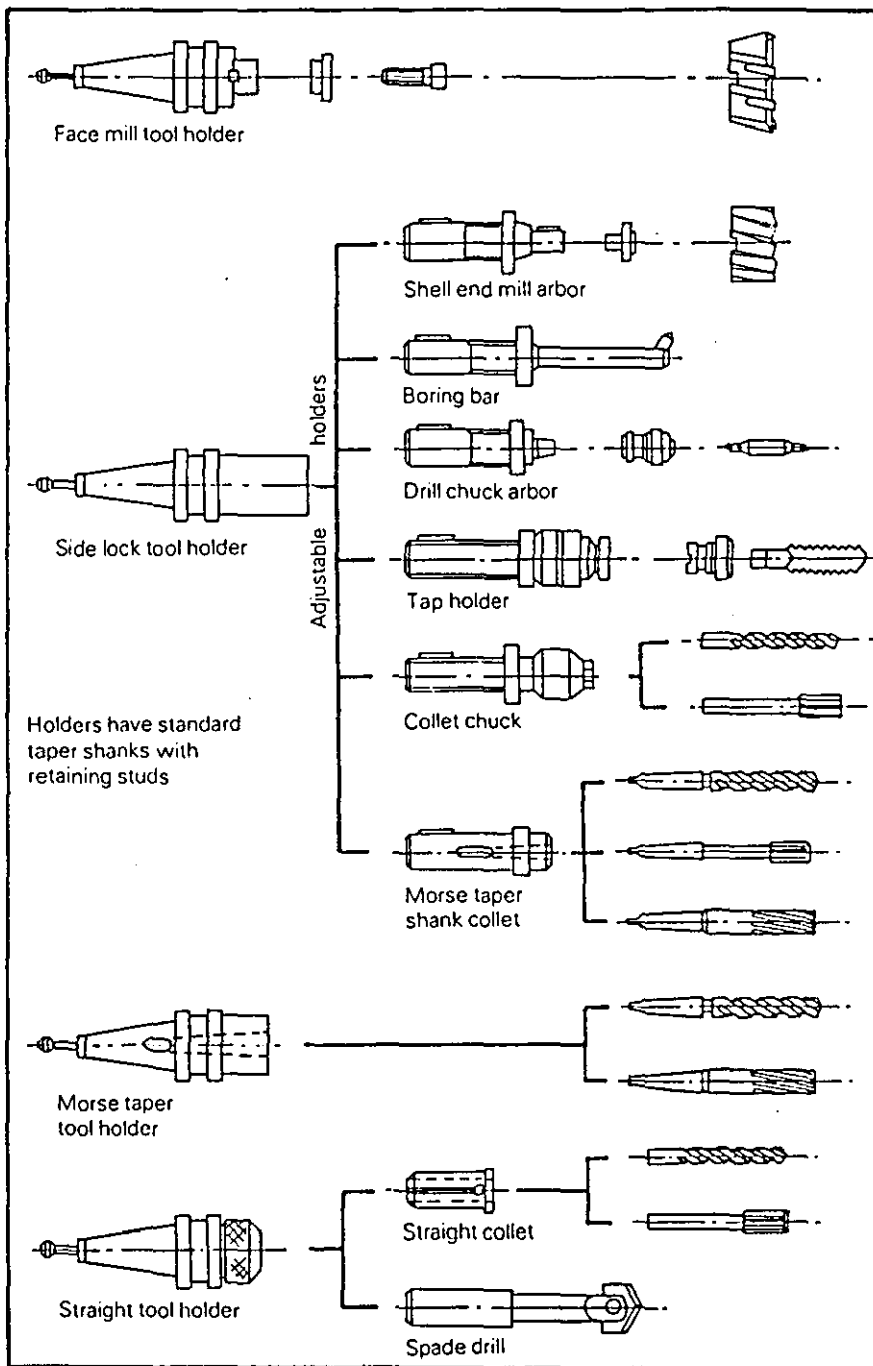 Face mill tool holder
Shell end mill arbor
Boring bar
Drill chuck arbor
Adjustable holders
Side lock tool holder
Tap holder
Collet chuck
Holders have standard
taper shanks with
retaining studs
Morse taper
shank collet
Morse taper
tool holder
Straight collet
Straight tool holder
Spade drill